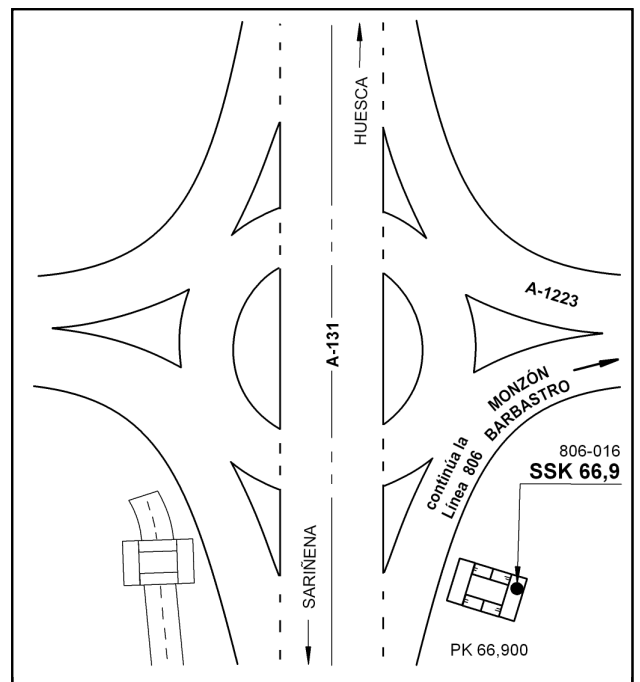 HUESCA
A-131
A-1223
MONZÓN
BARBASTRO
continúa la
Línea 806
806-016
SSK 66,9
SARIÑENA
PK 66,900